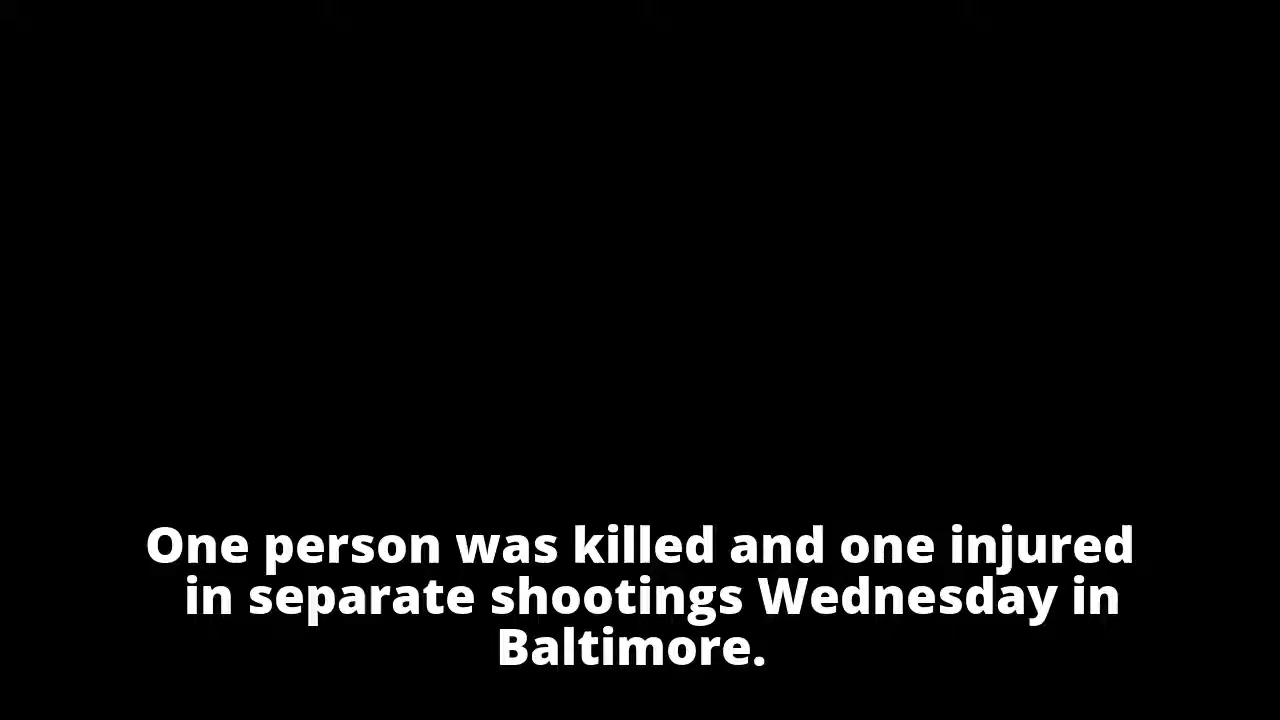 One person was killed and one injured
in separate shootings Wednesday in
Baltimore.